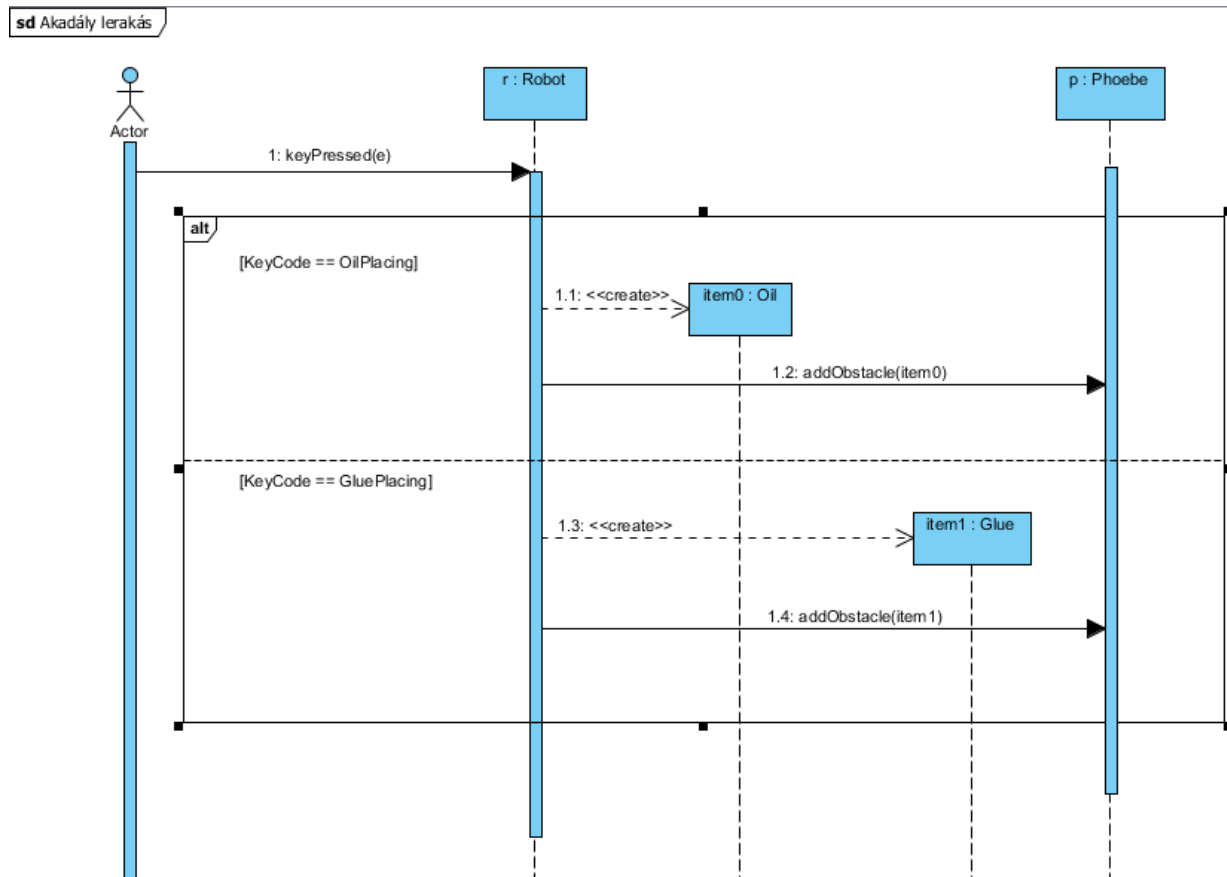 sd Akadály lerakás
r : Robot
p : Phoebe
Actor
1: keyPressed(e)
alt
[KeyCode == OilPlacing]
1.1: <<create>>
item0 : Oil
1.2: addObstacle(item0)
[KeyCode == GluePlacing]
1.3: <<create>>
item1 : Glue
1.4: addObstacle(item1)